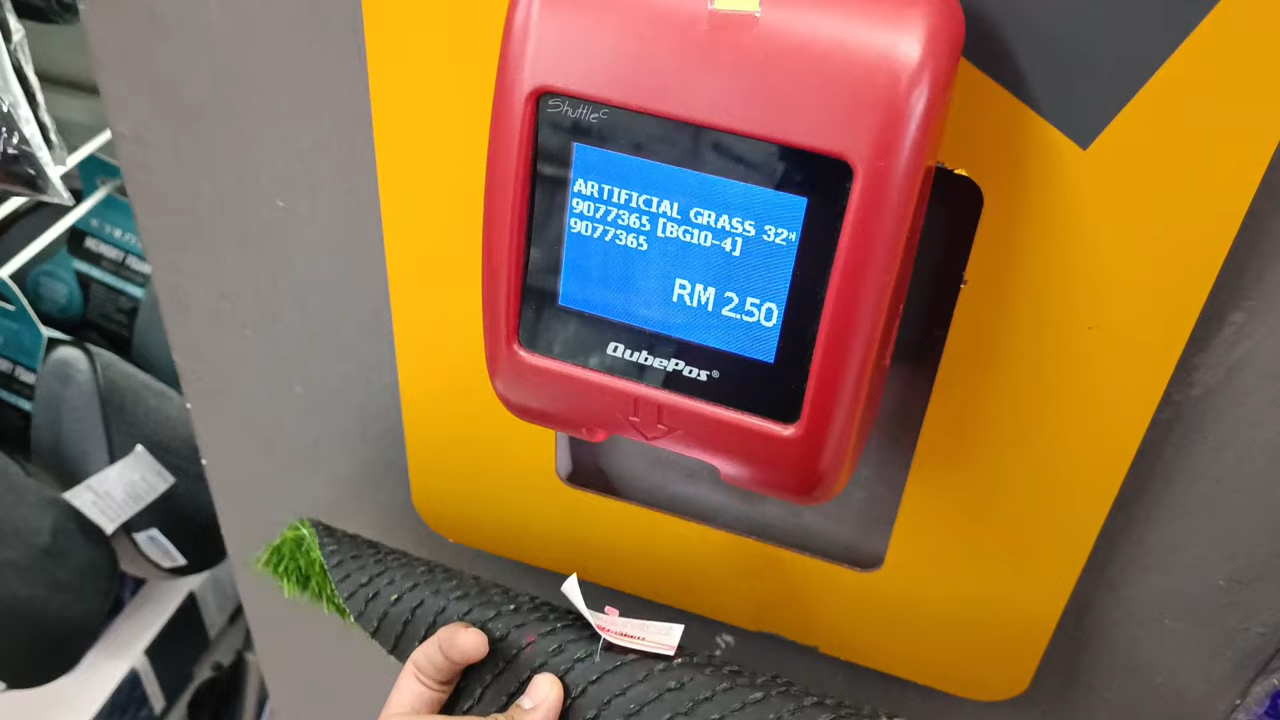 Shuttle
ARTIFICIAL GRASS 32*
9077365 [BG10-4]
9077365
RM 2.50
QubePos®